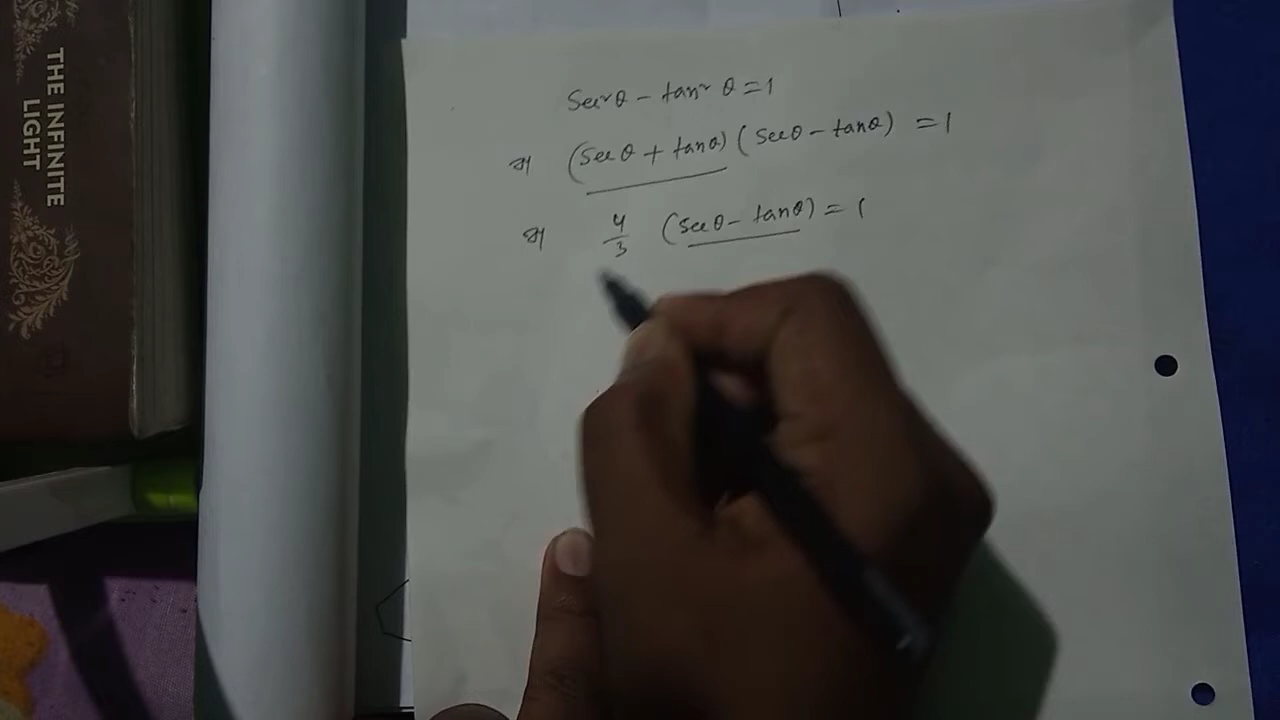 THE INFINITE
LIGHT
sec²θ - tan²θ = 1
বা (secθ + tanθ) (secθ - tanθ) = 1
বা 4/3 (secθ - tanθ) = 1